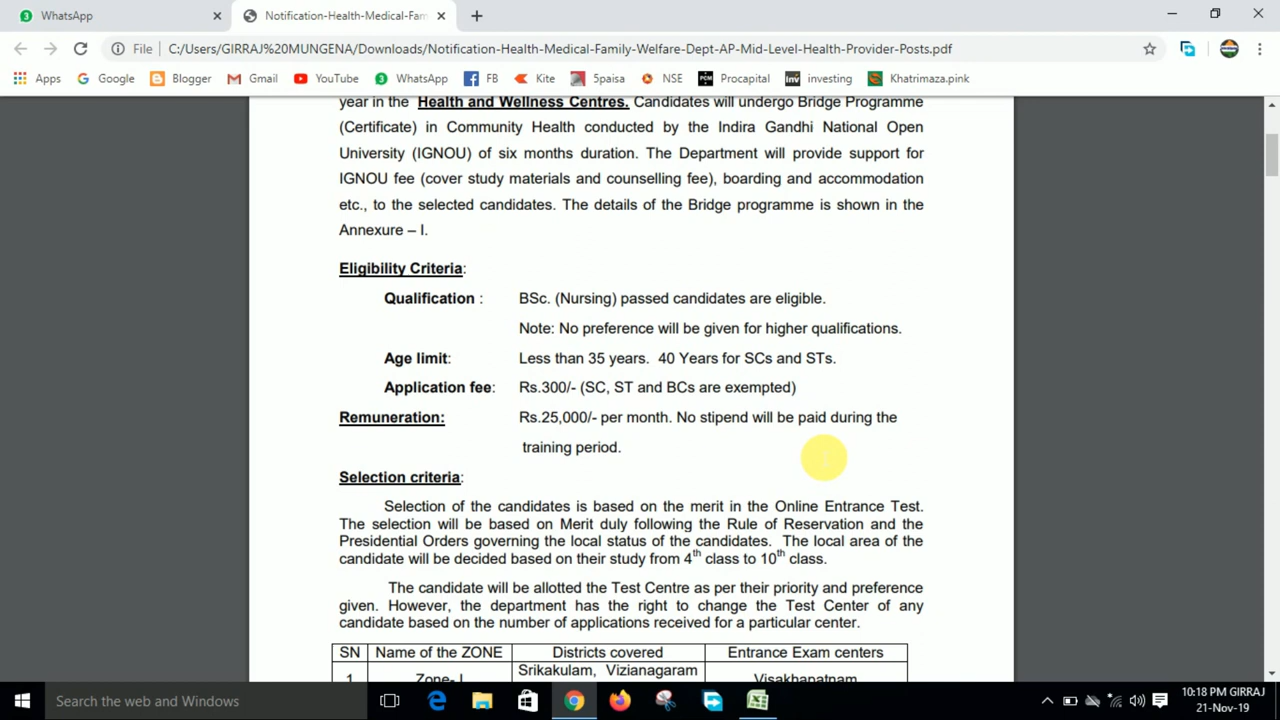 WhatsApp
Notification-Health-Medical-Fam
File C:/Users/GIRRAJ%20MUNGENA/Downloads/Notification-Health-Medical-Family-Welfare-Dept-AP-Mid-Level-Health-Provider-Posts.pdf
Apps Google Blogger Gmail YouTube WhatsApp FB Kite 5paisa NSE PCM Procapital Inv investing Khatrimaza.pink
year in the Health and Wellness Centres. Candidates will undergo Bridge Programme
(Certificate) in Community Health conducted by the Indira Gandhi National Open
University (IGNOU) of six months duration. The Department will provide support for
IGNOU fee (cover study materials and counselling fee), boarding and accommodation
etc., to the selected candidates. The details of the Bridge programme is shown in the
Annexure – I.
Eligibility Criteria:
Qualification : BSc. (Nursing) passed candidates are eligible.
Note: No preference will be given for higher qualifications.
Age limit: Less than 35 years. 40 Years for SCs and STs.
Application fee: Rs.300/- (SC, ST and BCs are exempted)
Remuneration: Rs.25,000/- per month. No stipend will be paid during the
training period.
Selection criteria:
Selection of the candidates is based on the merit in the Online Entrance Test.
The selection will be based on Merit duly following the Rule of Reservation and the
Presidential Orders governing the local status of the candidates. The local area of the
candidate will be decided based on their study from 4th class to 10th class.
The candidate will be allotted the Test Centre as per their priority and preference
given. However, the department has the right to change the Test Center of any
candidate based on the number of applications received for a particular center.
SN Name of the ZONE Districts covered Entrance Exam centers
1 Zone- I Srikakulam, Vizianagaram Visakhapatnam
Search the web and Windows
10:18 PM GIRRAJ
21-Nov-19